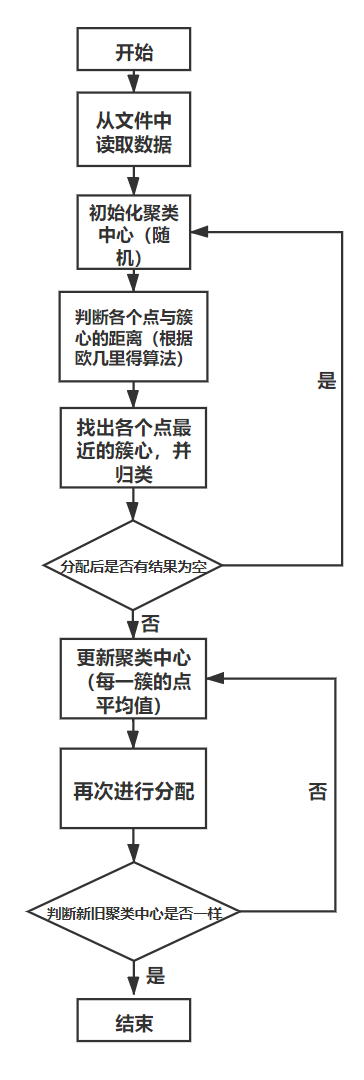 开始
从文件中
读取数据
初始化聚类
中心（随
机）
判断各个点与簇
心的距离（根据
欧几里得算法）
是
找出各个点最
近的簇心，并
归类
分配后是否有结果为空
否
更新聚类中心
（每一簇的点
平均值）
再次进行分配
否
判断新旧聚类中心是否一样
是
结束